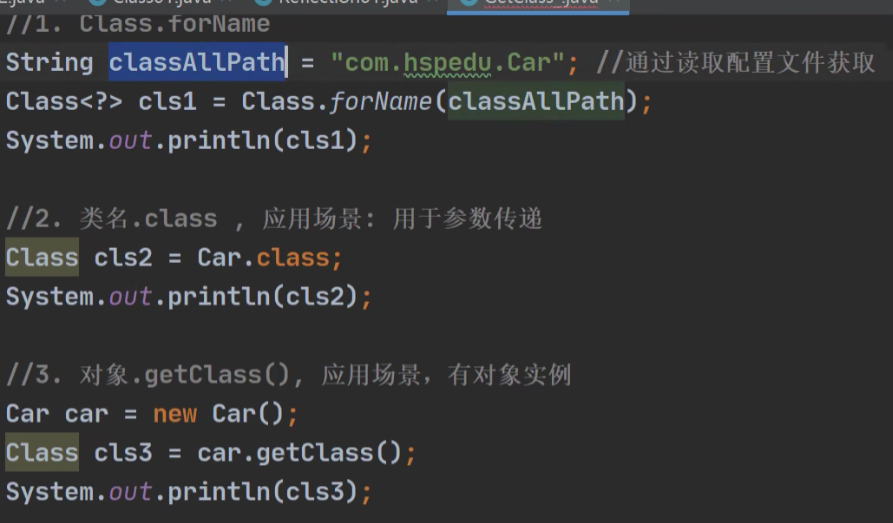 2.java Class01.java Reflection01.java GetClass_.java
//1. Class.forName
String classAllPath = "com.hspedu.Car"; //通过读取配置文件获取
Class<?> cls1 = Class.forName(classAllPath);
System.out.println(cls1);
//2. 类名.class , 应用场景: 用于参数传递
Class cls2 = Car.class;
System.out.println(cls2);
//3. 对象.getClass(), 应用场景，有对象实例
Car car = new Car();
Class cls3 = car.getClass();
System.out.println(cls3);